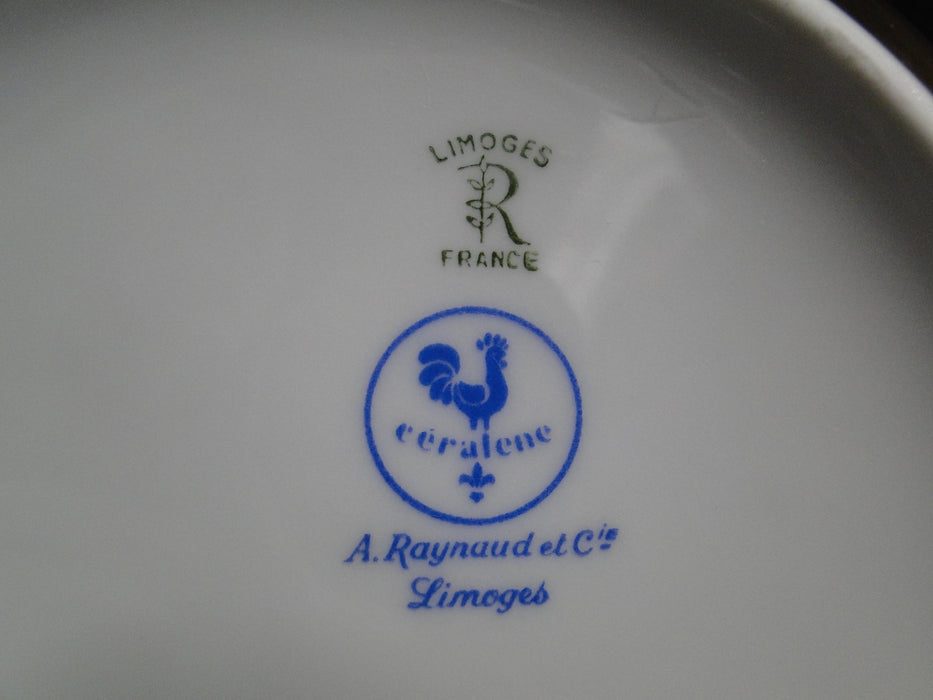 LIMOGES
R
FRANCE
céralene
A. Raynaud et Cie
Limoges